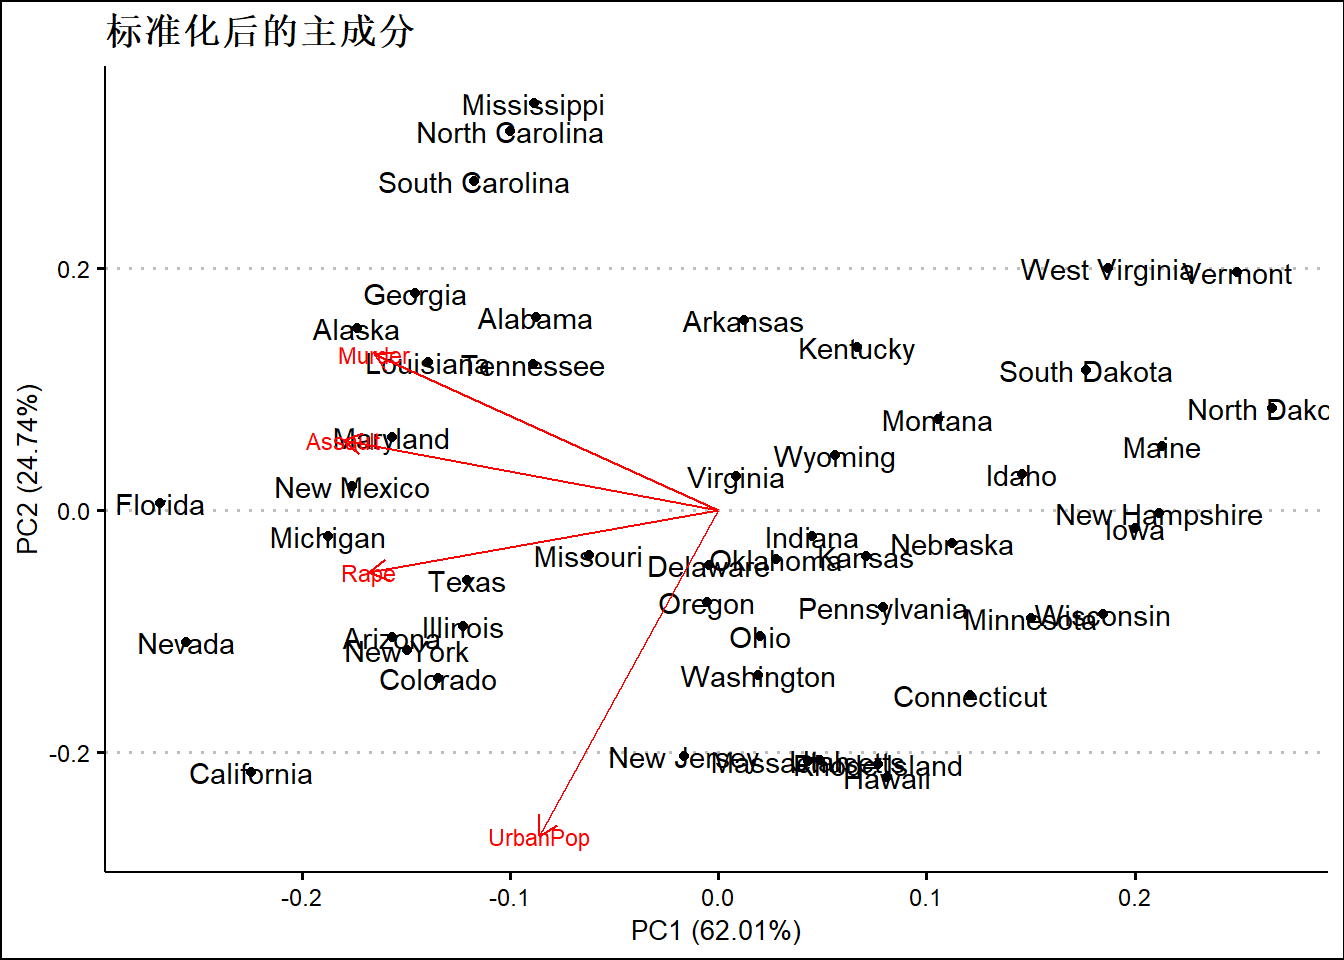 标准化后的主成分
Mississippi
North Carolina
South Carolina
0.2
West Virginia
Vermont
Georgia
Alabama
Arkansas
Alaska
Kentucky
Murder
Louisiana
Tennessee
South Dakota
North Dako
Montana
Assault
Maryland
Maine
Wyoming
Virginia
Idaho
New Mexico
Florida
0.0
New Hampshire
Iowa
Michigan
Indiana
Nebraska
Missouri
Delaware
Oklahoma
Kansas
Rape
Texas
Oregon
Pennsylvania
Minnesota
Wisconsin
Illinois
Arizona
New York
Nevada
Ohio
Colorado
Washington
Connecticut
-0.2
New Jersey
Massachusetts
Utah
Rhode Island
Hawaii
California
UrbanPop
-0.2
-0.1
0.0
0.1
0.2
PC1 (62.01%)
PC2 (24.74%)